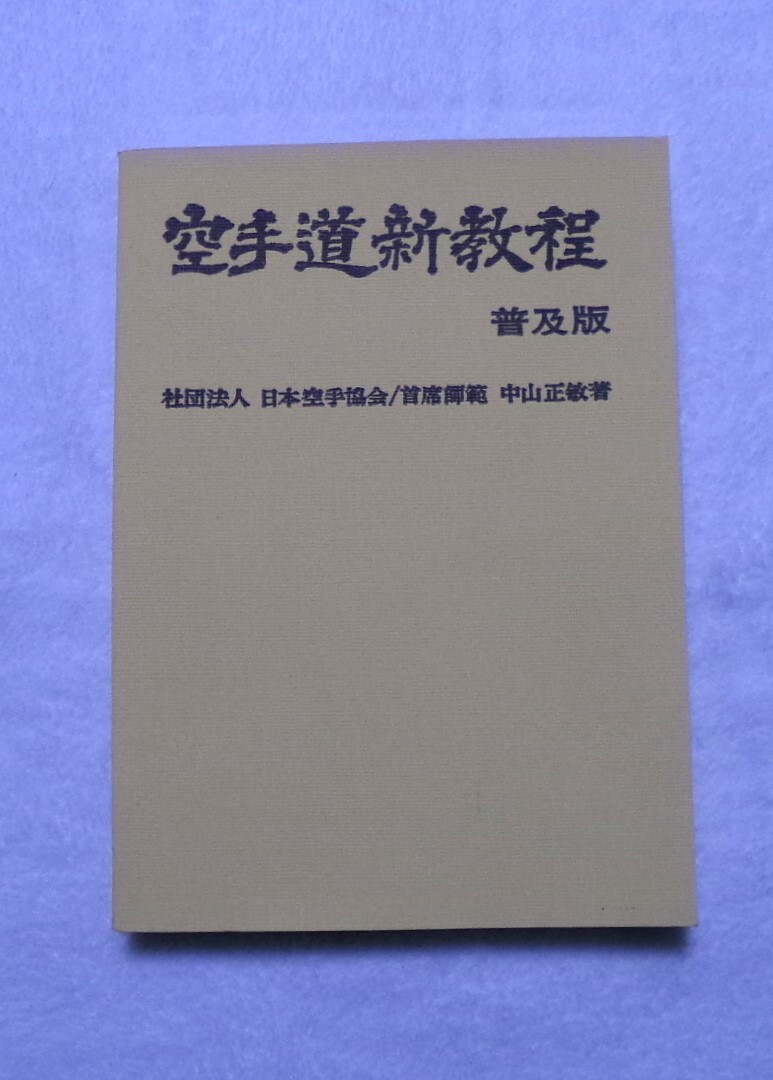 空手道新教程
普及版
社団法人 日本空手協会/首席師範 中山正敏著